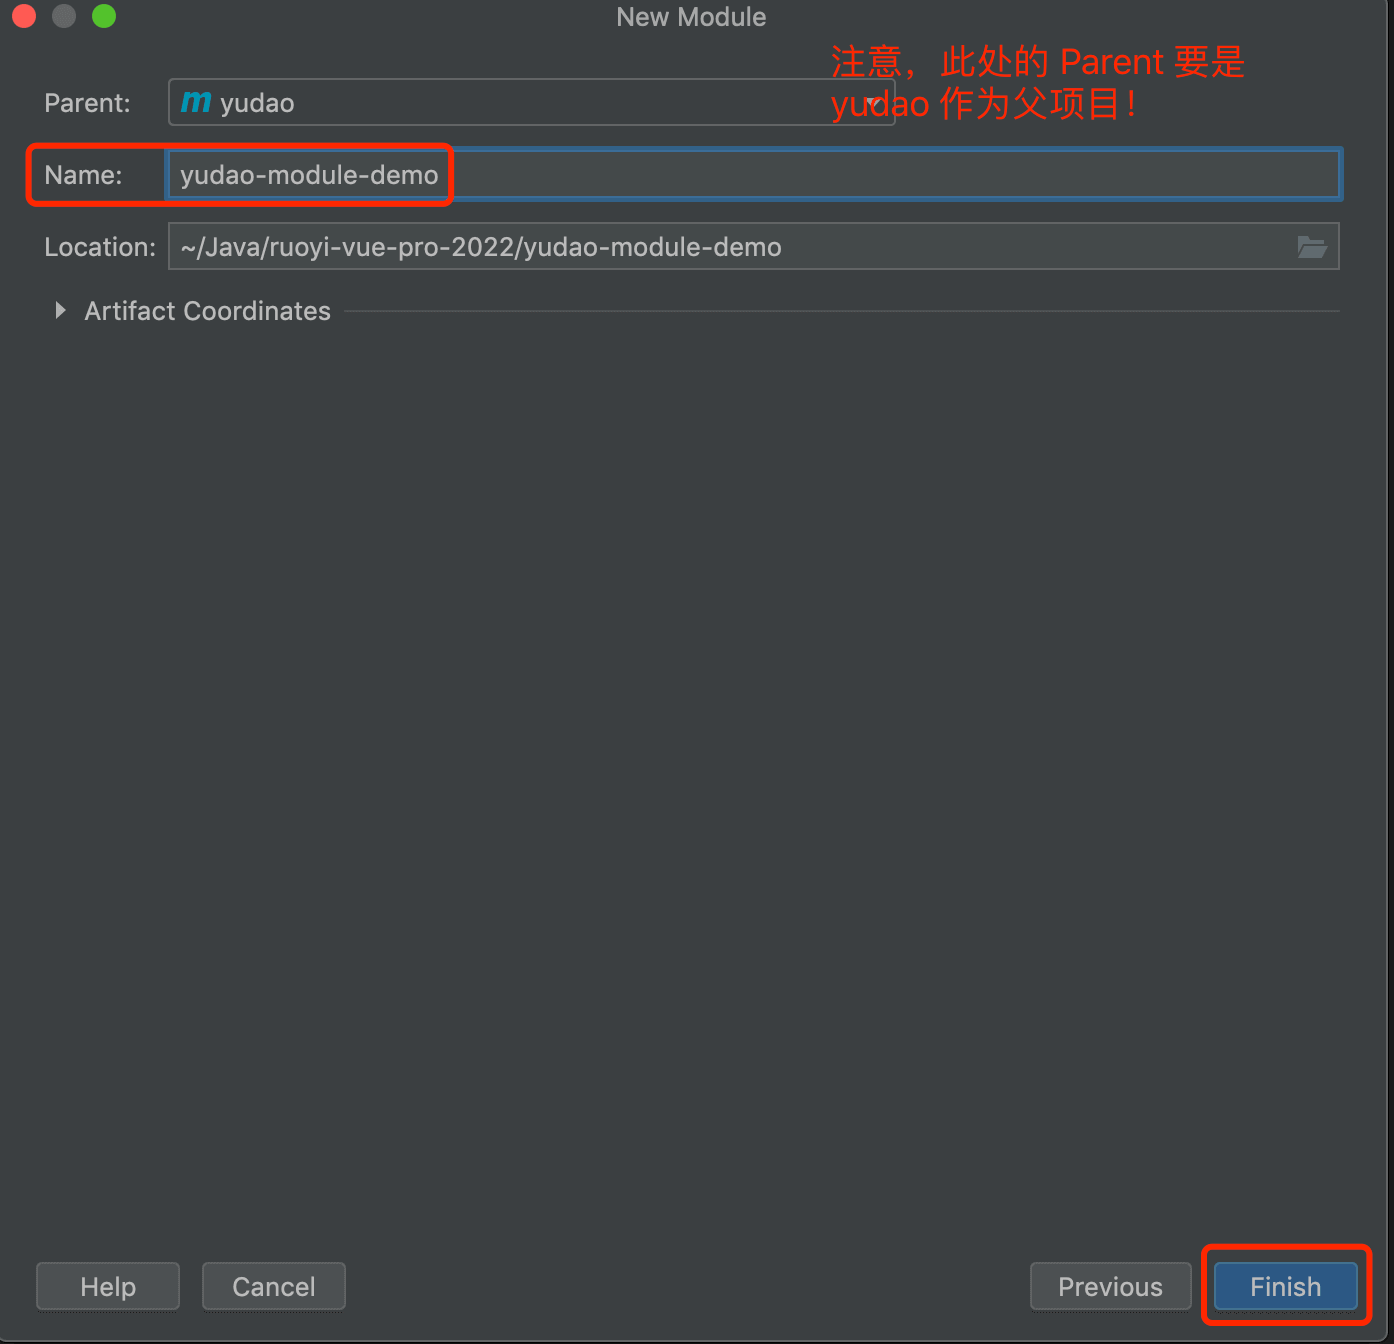 New Module
注意，此处的 Parent 要是
yudao 作为父项目！
Parent:
m yudao
Name:
yudao-module-demo
Location:
~/Java/ruoyi-vue-pro-2022/yudao-module-demo
Artifact Coordinates
Help
Cancel
Previous
Finish